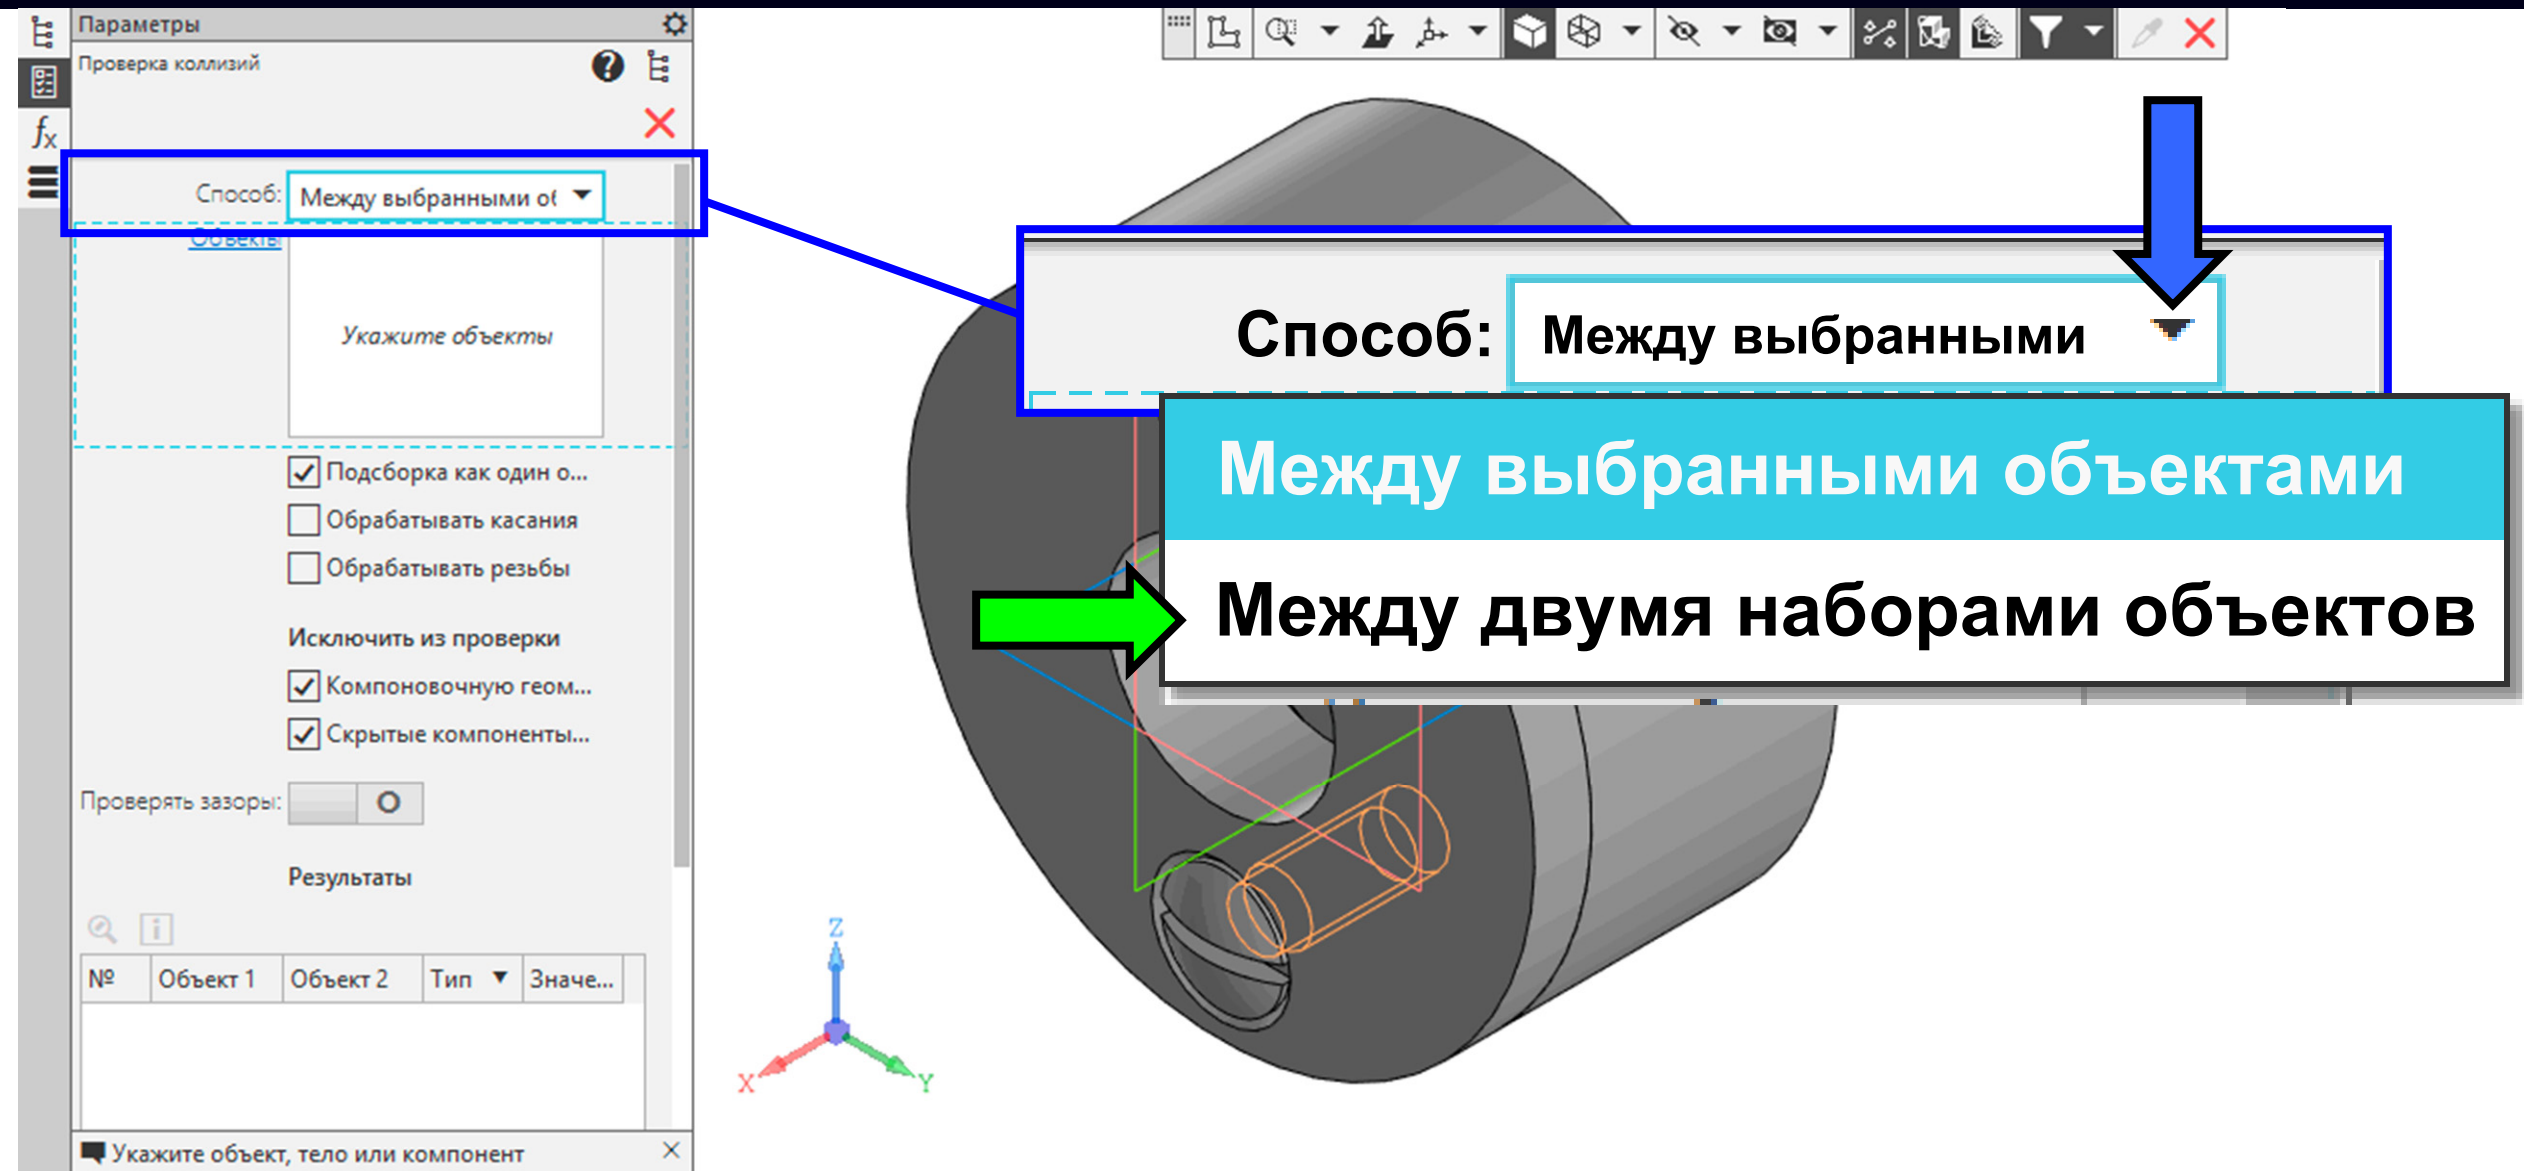 Параметры
Проверка коллизий
Способ: Между выбранными об
Объекты
Укажите объекты
Подсборка как один о...
Обрабатывать касания
Обрабатывать резьбы
Исключить из проверки
Компоновочную геом...
Скрытые компоненты...
Проверять зазоры:
Результаты
№ Объект 1 Объект 2 Тип Значе...
Укажите объект, тело или компонент
Способ: Между выбранными
Между выбранными объектами
Между двумя наборами объектов
Z
X
Y